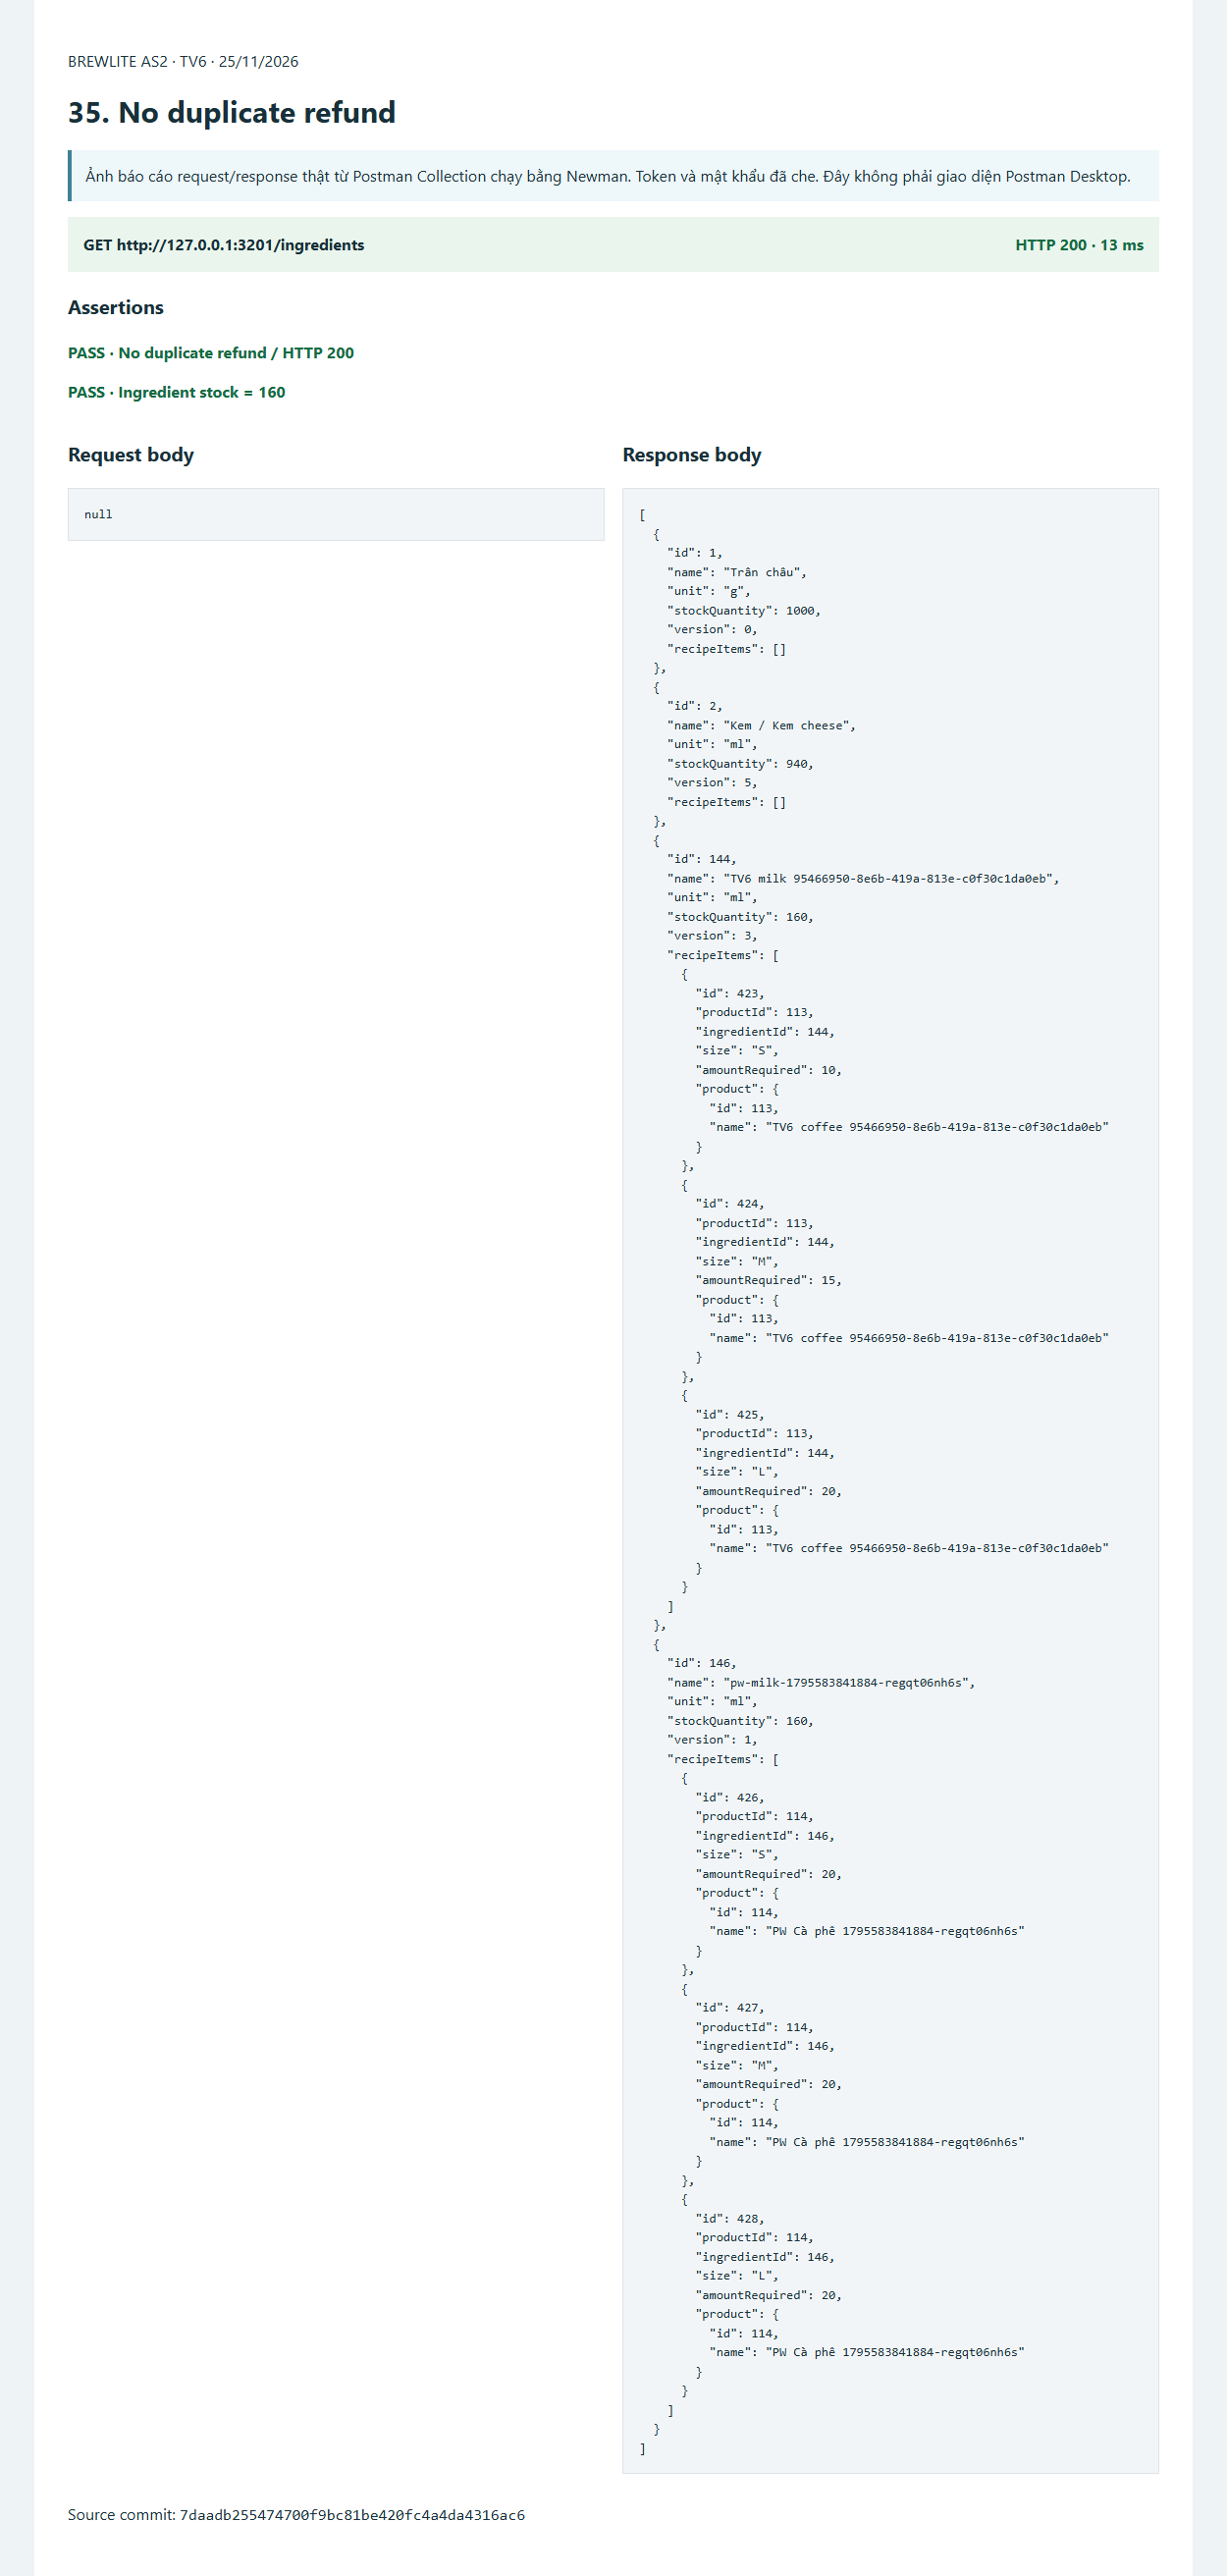 BREWLITE AS2 · TV6 · 25/11/2026
35. No duplicate refund
Ảnh báo cáo request/response thật từ Postman Collection chạy bằng Newman. Token và mật khẩu đã che. Đây không phải giao diện Postman Desktop.
GET http://127.0.0.1:3201/ingredients
HTTP 200 · 13 ms
Assertions
PASS · No duplicate refund / HTTP 200
PASS · Ingredient stock = 160
Request body
null
Response body
[
  {
    "id": 1,
    "name": "Trân châu",
    "unit": "g",
    "stockQuantity": 1000,
    "version": 0,
    "recipeItems": []
  },
  {
    "id": 2,
    "name": "Kem / Kem cheese",
    "unit": "ml",
    "stockQuantity": 940,
    "version": 5,
    "recipeItems": []
  },
  {
    "id": 144,
    "name": "TV6 milk 95466950-8e6b-419a-813e-c0f30c1da0eb",
    "unit": "ml",
    "stockQuantity": 160,
    "version": 3,
    "recipeItems": [
      {
        "id": 423,
        "productId": 113,
        "ingredientId": 144,
        "size": "S",
        "amountRequired": 10,
        "product": {
          "id": 113,
          "name": "TV6 coffee 95466950-8e6b-419a-813e-c0f30c1da0eb"
        }
      },
      {
        "id": 424,
        "productId": 113,
        "ingredientId": 144,
        "size": "M",
        "amountRequired": 15,
        "product": {
          "id": 113,
          "name": "TV6 coffee 95466950-8e6b-419a-813e-c0f30c1da0eb"
        }
      },
      {
        "id": 425,
        "productId": 113,
        "ingredientId": 144,
        "size": "L",
        "amountRequired": 20,
        "product": {
          "id": 113,
          "name": "TV6 coffee 95466950-8e6b-419a-813e-c0f30c1da0eb"
        }
      }
    ]
  },
  {
    "id": 146,
    "name": "pw-milk-1795583841884-regqt06nh6s",
    "unit": "ml",
    "stockQuantity": 160,
    "version": 1,
    "recipeItems": [
      {
        "id": 426,
        "productId": 114,
        "ingredientId": 146,
        "size": "S",
        "amountRequired": 20,
        "product": {
          "id": 114,
          "name": "PW Cà phê 1795583841884-regqt06nh6s"
        }
      },
      {
        "id": 427,
        "productId": 114,
        "ingredientId": 146,
        "size": "M",
        "amountRequired": 20,
        "product": {
          "id": 114,
          "name": "PW Cà phê 1795583841884-regqt06nh6s"
        }
      },
      {
        "id": 428,
        "productId": 114,
        "ingredientId": 146,
        "size": "L",
        "amountRequired": 20,
        "product": {
          "id": 114,
          "name": "PW Cà phê 1795583841884-regqt06nh6s"
        }
      }
    ]
  }
]
Source commit: 7daadb255474700f9bc81be420fc4a4da4316ac6